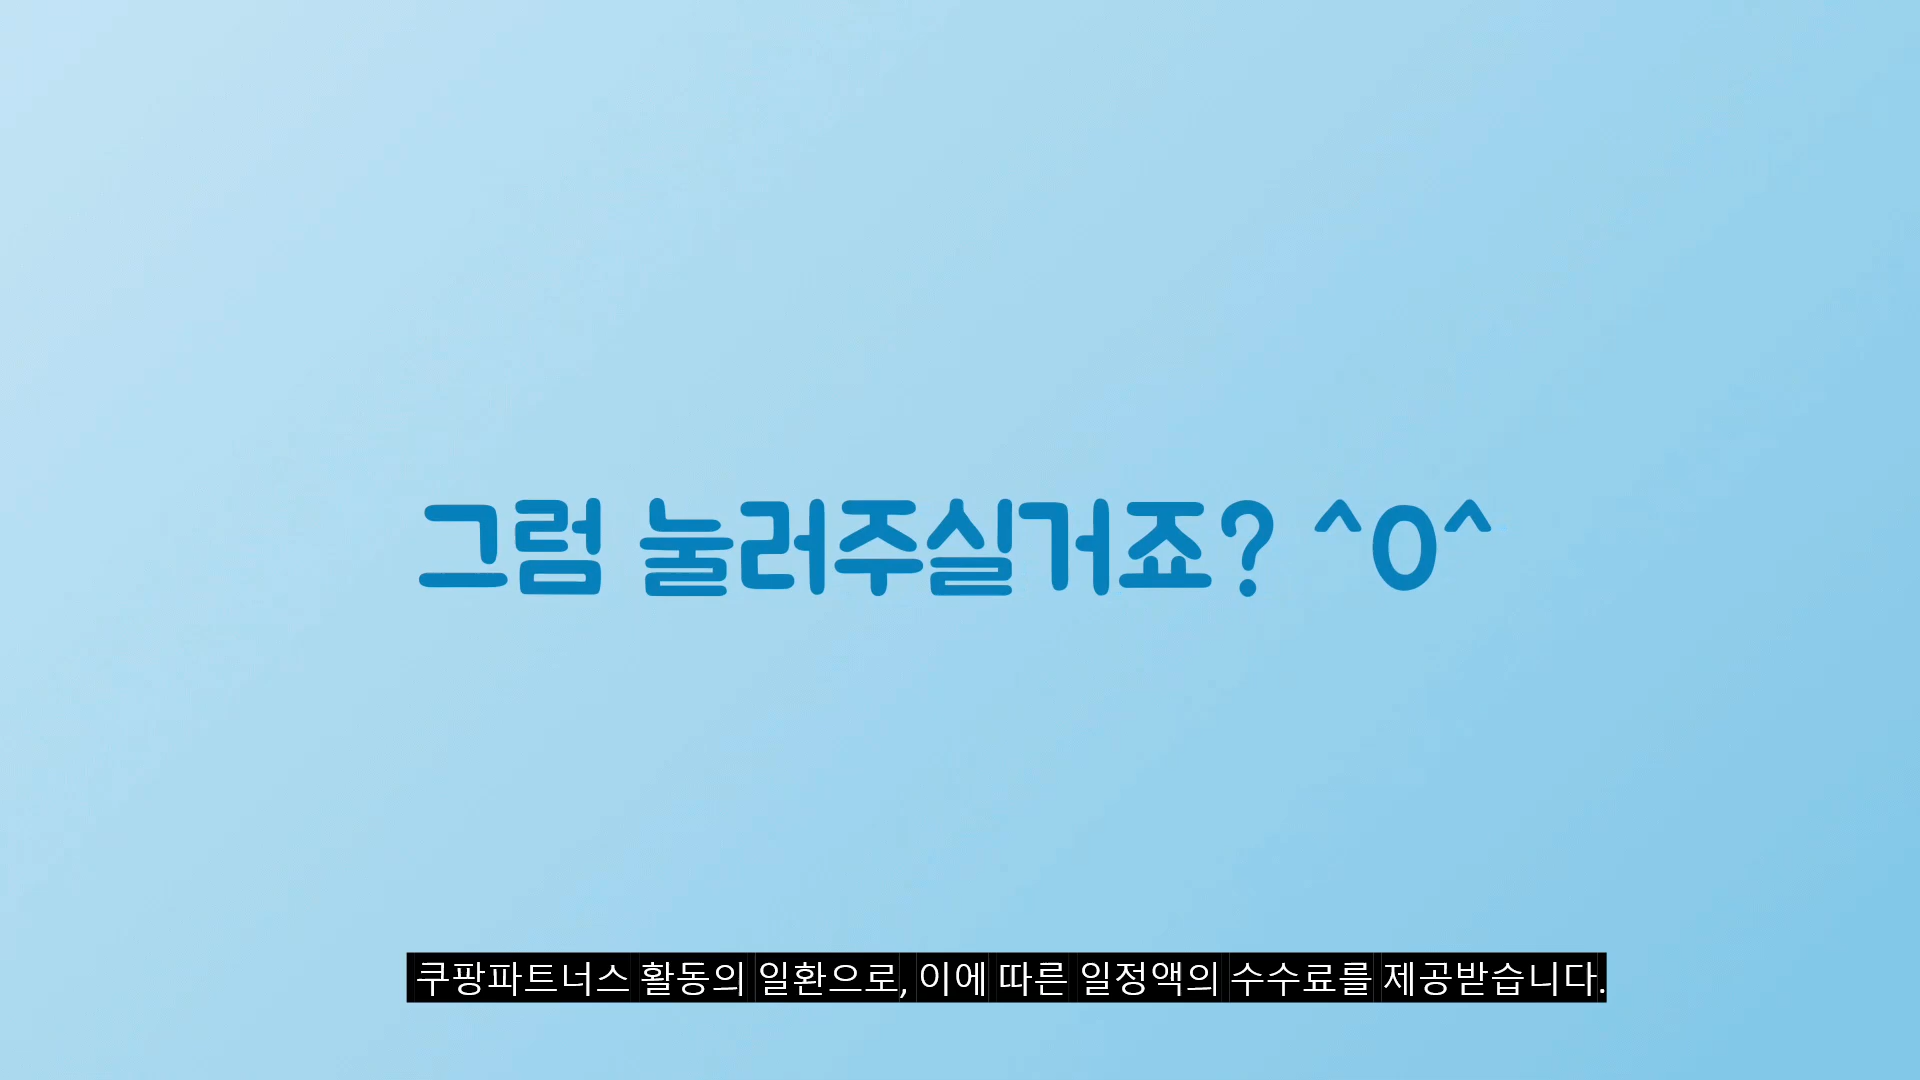 그럼 눌러주실거죠? ^0^
쿠팡파트너스 활동의 일환으로, 이에 따른 일정액의 수수료를 제공받습니다.